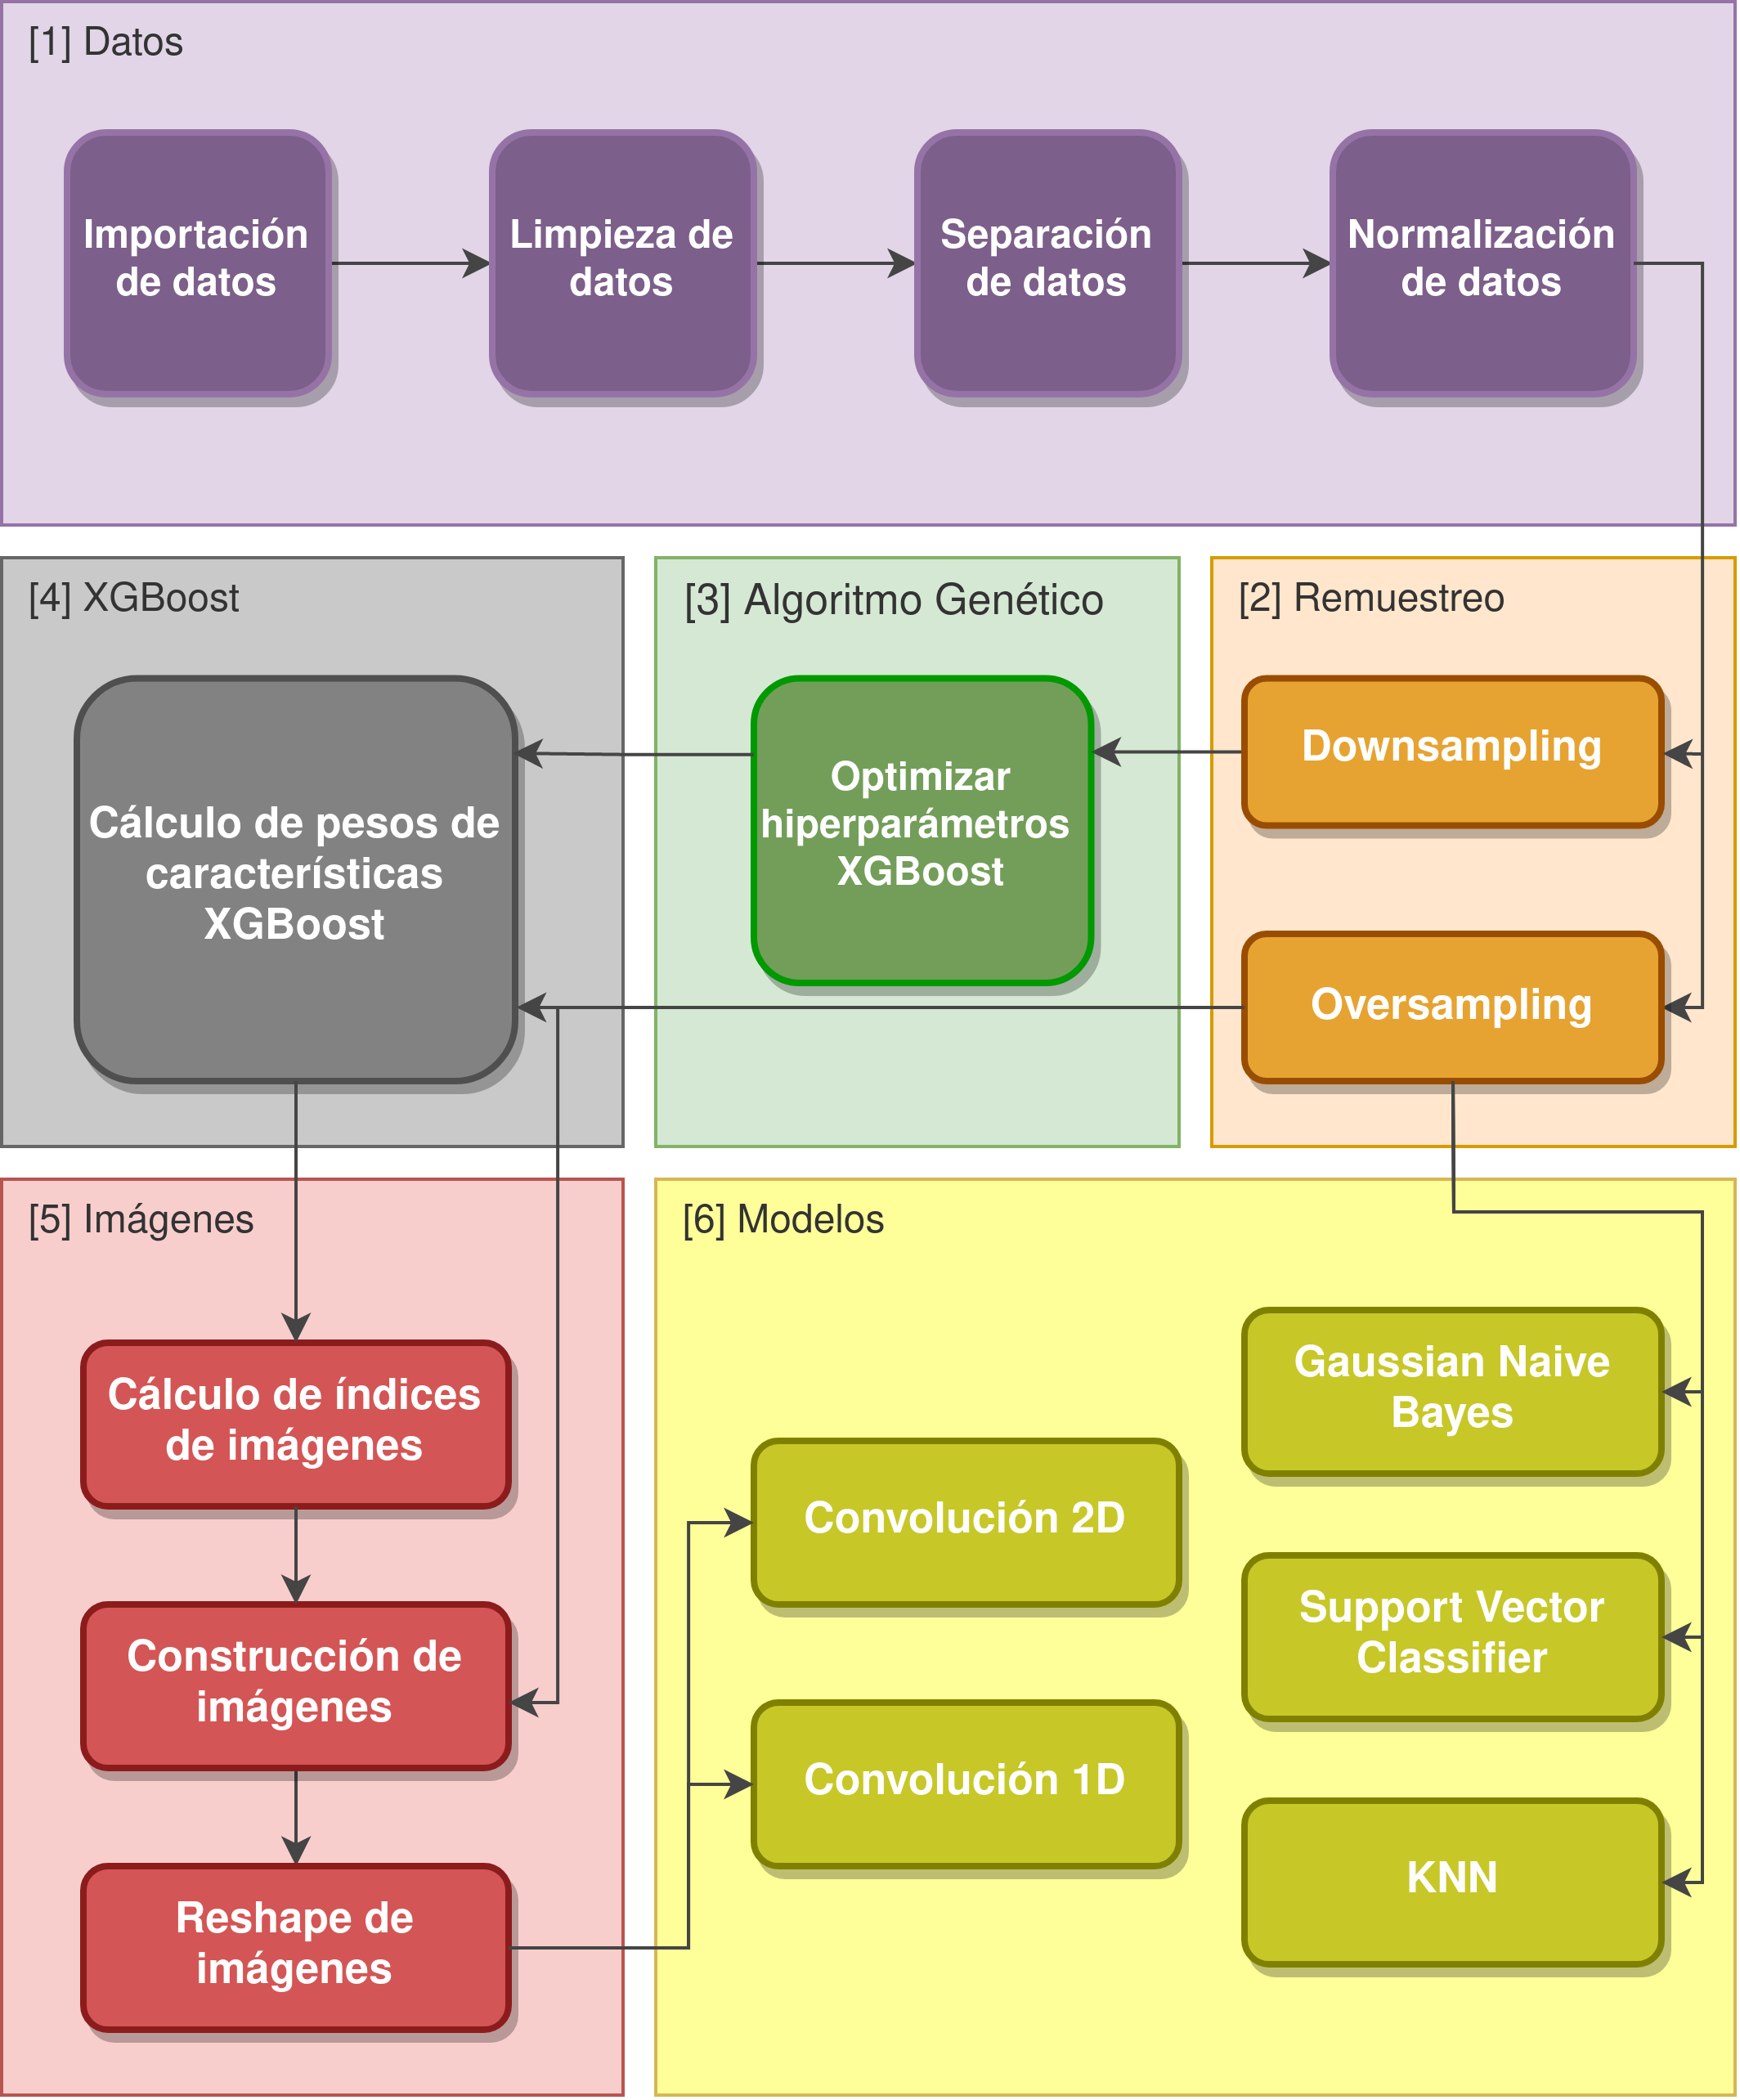 [1] Datos
Importación
de datos
Limpieza de
datos
Separación
de datos
Normalización
de datos
[4] XGBoost
Cálculo de pesos de
características
XGBoost
[3] Algoritmo Genético
Optimizar
hiperparámetros
XGBoost
[2] Remuestreo
Downsampling
Oversampling
[5] Imágenes
Cálculo de índices
de imágenes
Construcción de
imágenes
Reshape de
imágenes
[6] Modelos
Convolución 2D
Convolución 1D
Gaussian Naive
Bayes
Support Vector
Classifier
KNN